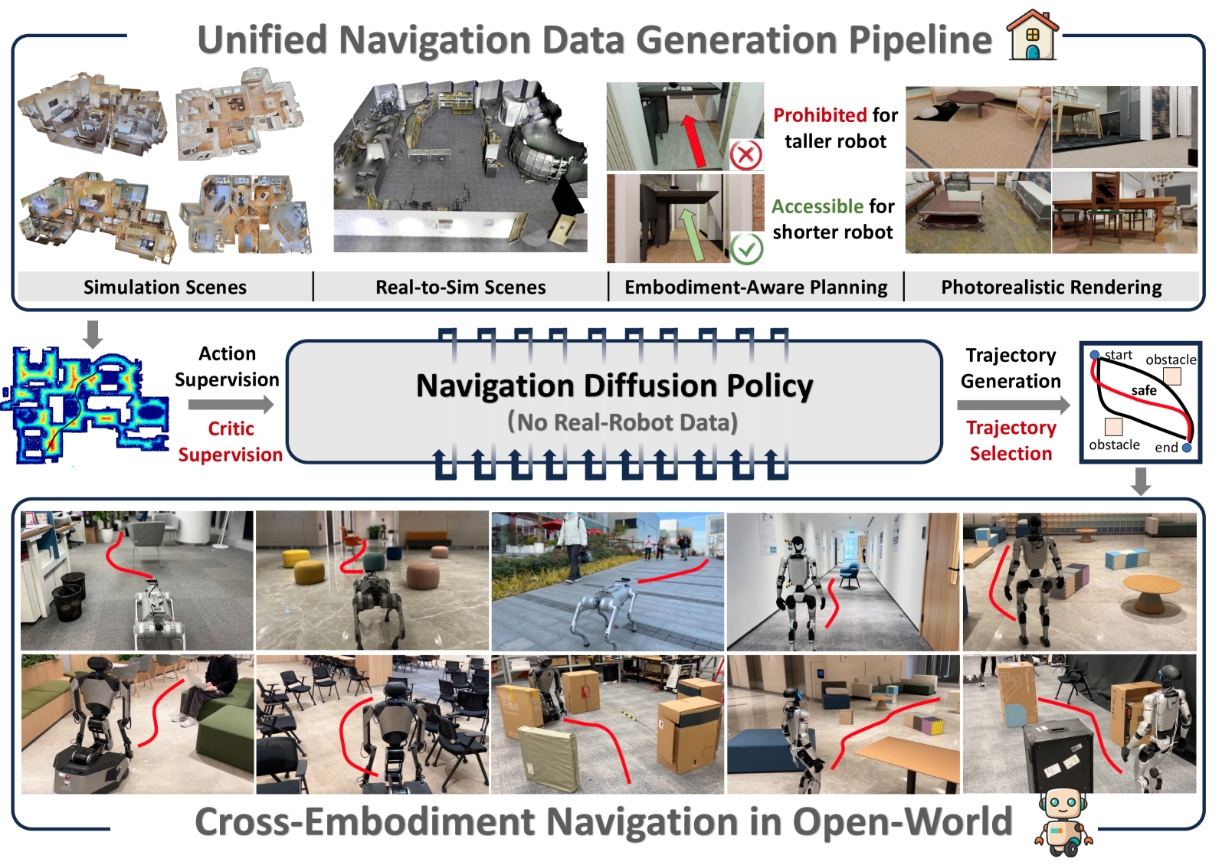 Unified Navigation Data Generation Pipeline
Prohibited for
taller robot
Accessible for
shorter robot
Simulation Scenes
Real-to-Sim Scenes
Embodiment-Aware Planning
Photorealistic Rendering
Action
Supervision
Critic
Supervision
Navigation Diffusion Policy
(No Real-Robot Data)
Trajectory
Generation
Trajectory
Selection
start
obstacle
safe
obstacle
end
Cross-Embodiment Navigation in Open-World